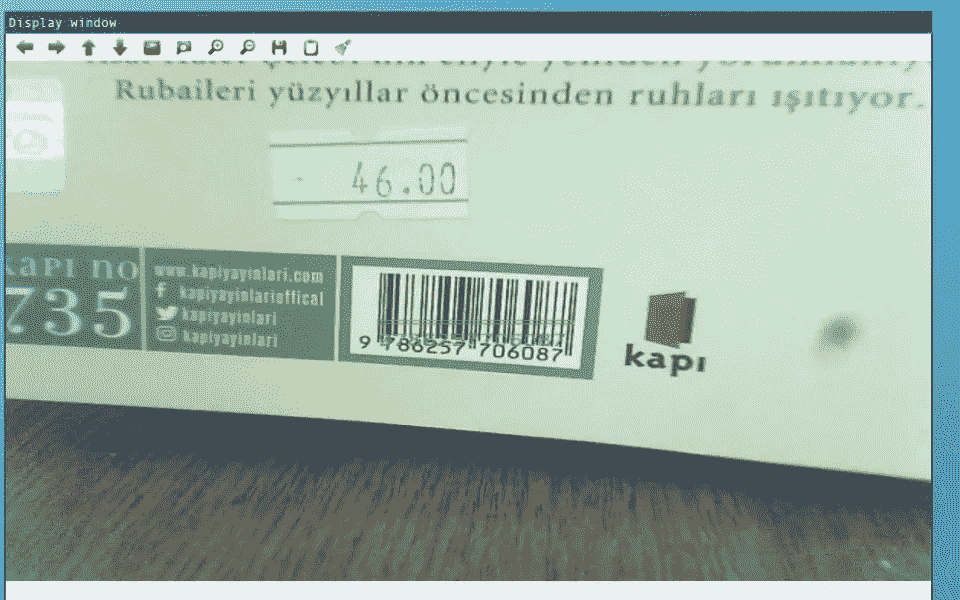 Display window
Rubaileri yüzyıllar öncesinden ruhları ışıtıyor.
46.00
kapı no
735
www.kapiyayinlari.com
kapiyayinlarioffical
kapiyayinlari
kapiyayinlari
9 786257 706087
kapı